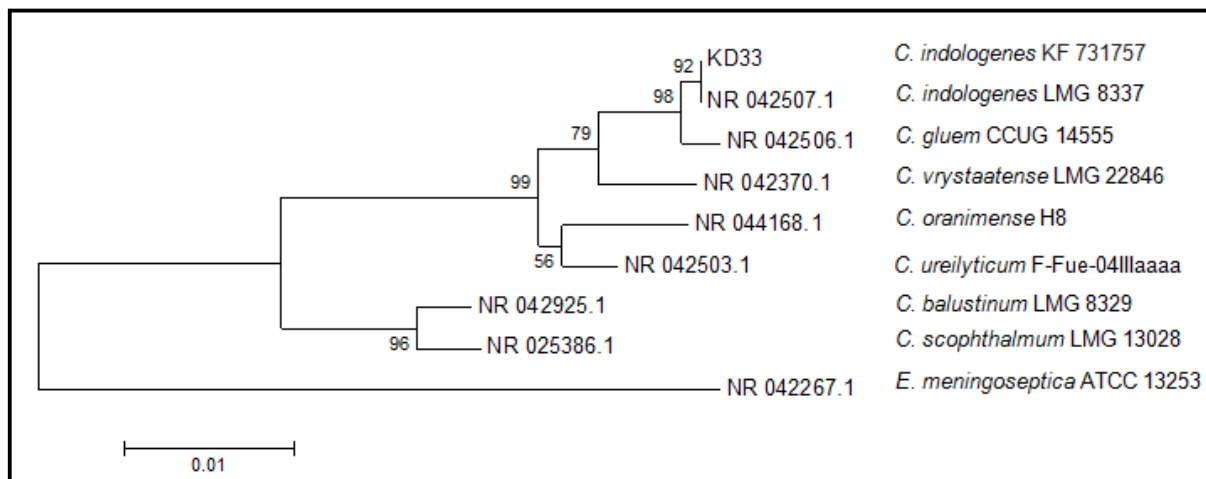 KD33 C. indologenes KF 731757
92
NR 042507.1 C. indologenes LMG 8337
98
79
NR 042506.1 C. gluem CCUG 14555
99
NR 042370.1 C. vrystaatense LMG 22846
NR 044168.1 C. oranimense H8
56
NR 042503.1 C. ureilyticum F-Fue-04IIIaaaa
NR 042925.1 C. balustinum LMG 8329
96
NR 025386.1 C. scophthalmum LMG 13028
NR 042267.1 E. meningoseptica ATCC 13253
0.01